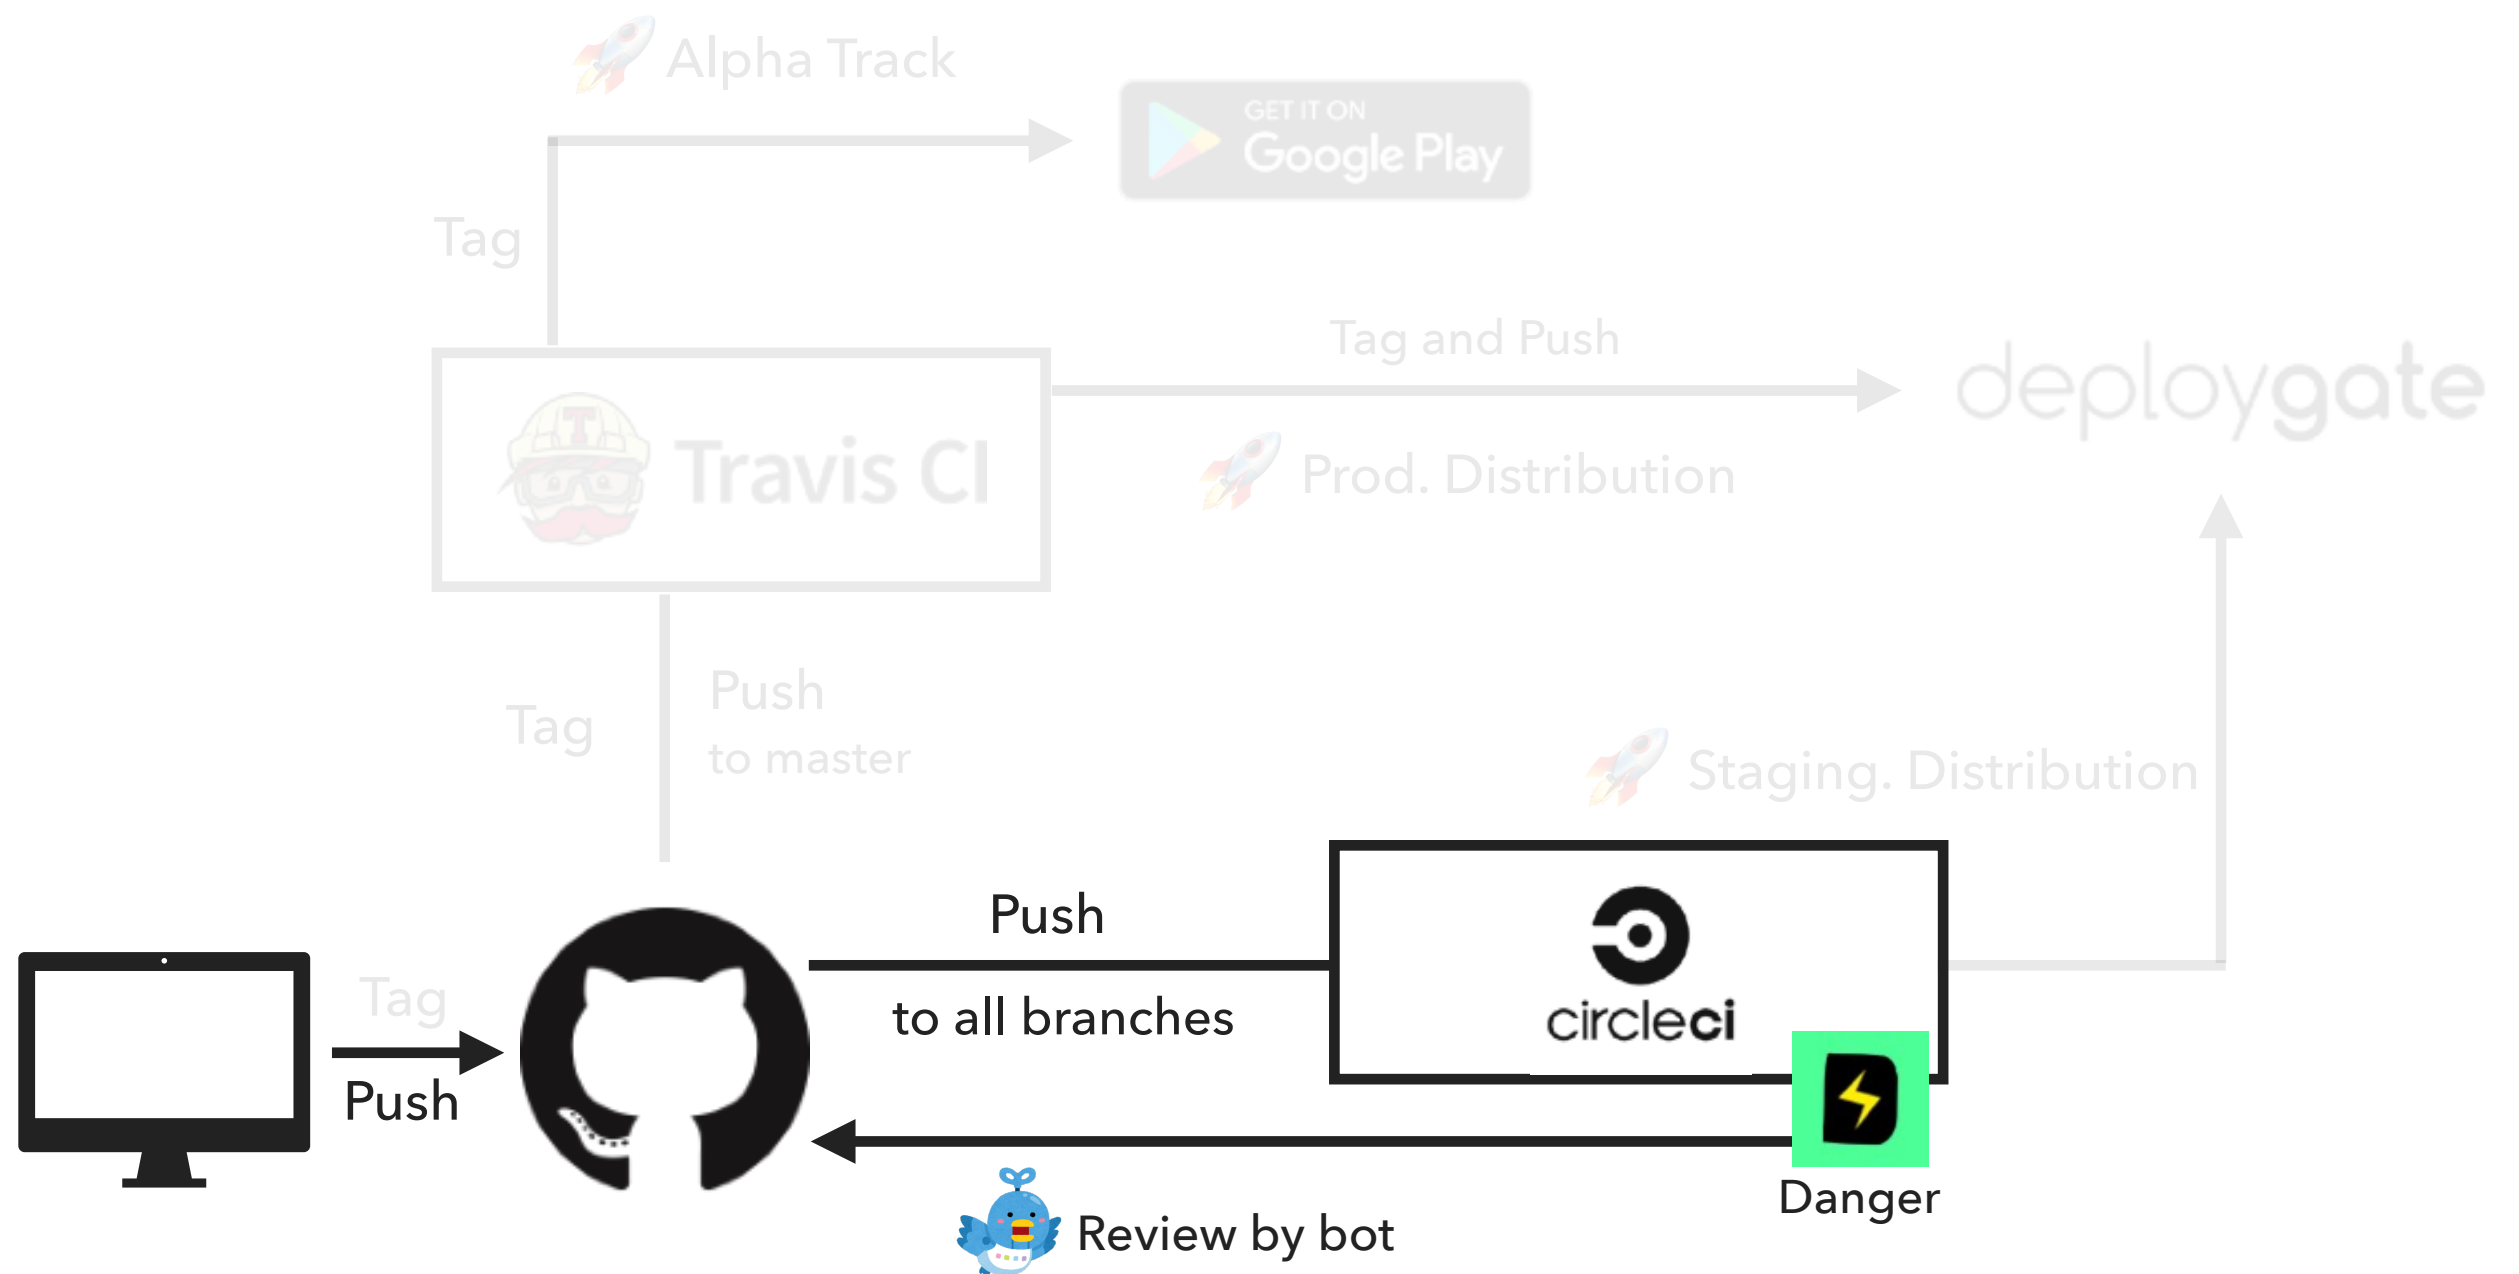 Alpha Track
GET IT ON
Google Play
Tag
Tag and Push
deploygate
T
Travis CI
Prod. Distribution
Tag
Push
to master
Staging. Distribution
Tag
Push
Push
to all branches
circleci
Danger
Review by bot